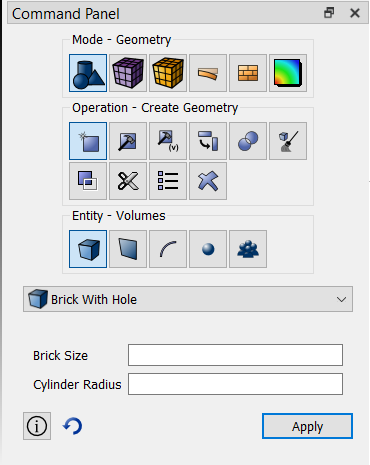 Command Panel
Mode - Geometry
Operation - Create Geometry
(v)
Entity - Volumes
Brick With Hole
Brick Size
Cylinder Radius
Apply